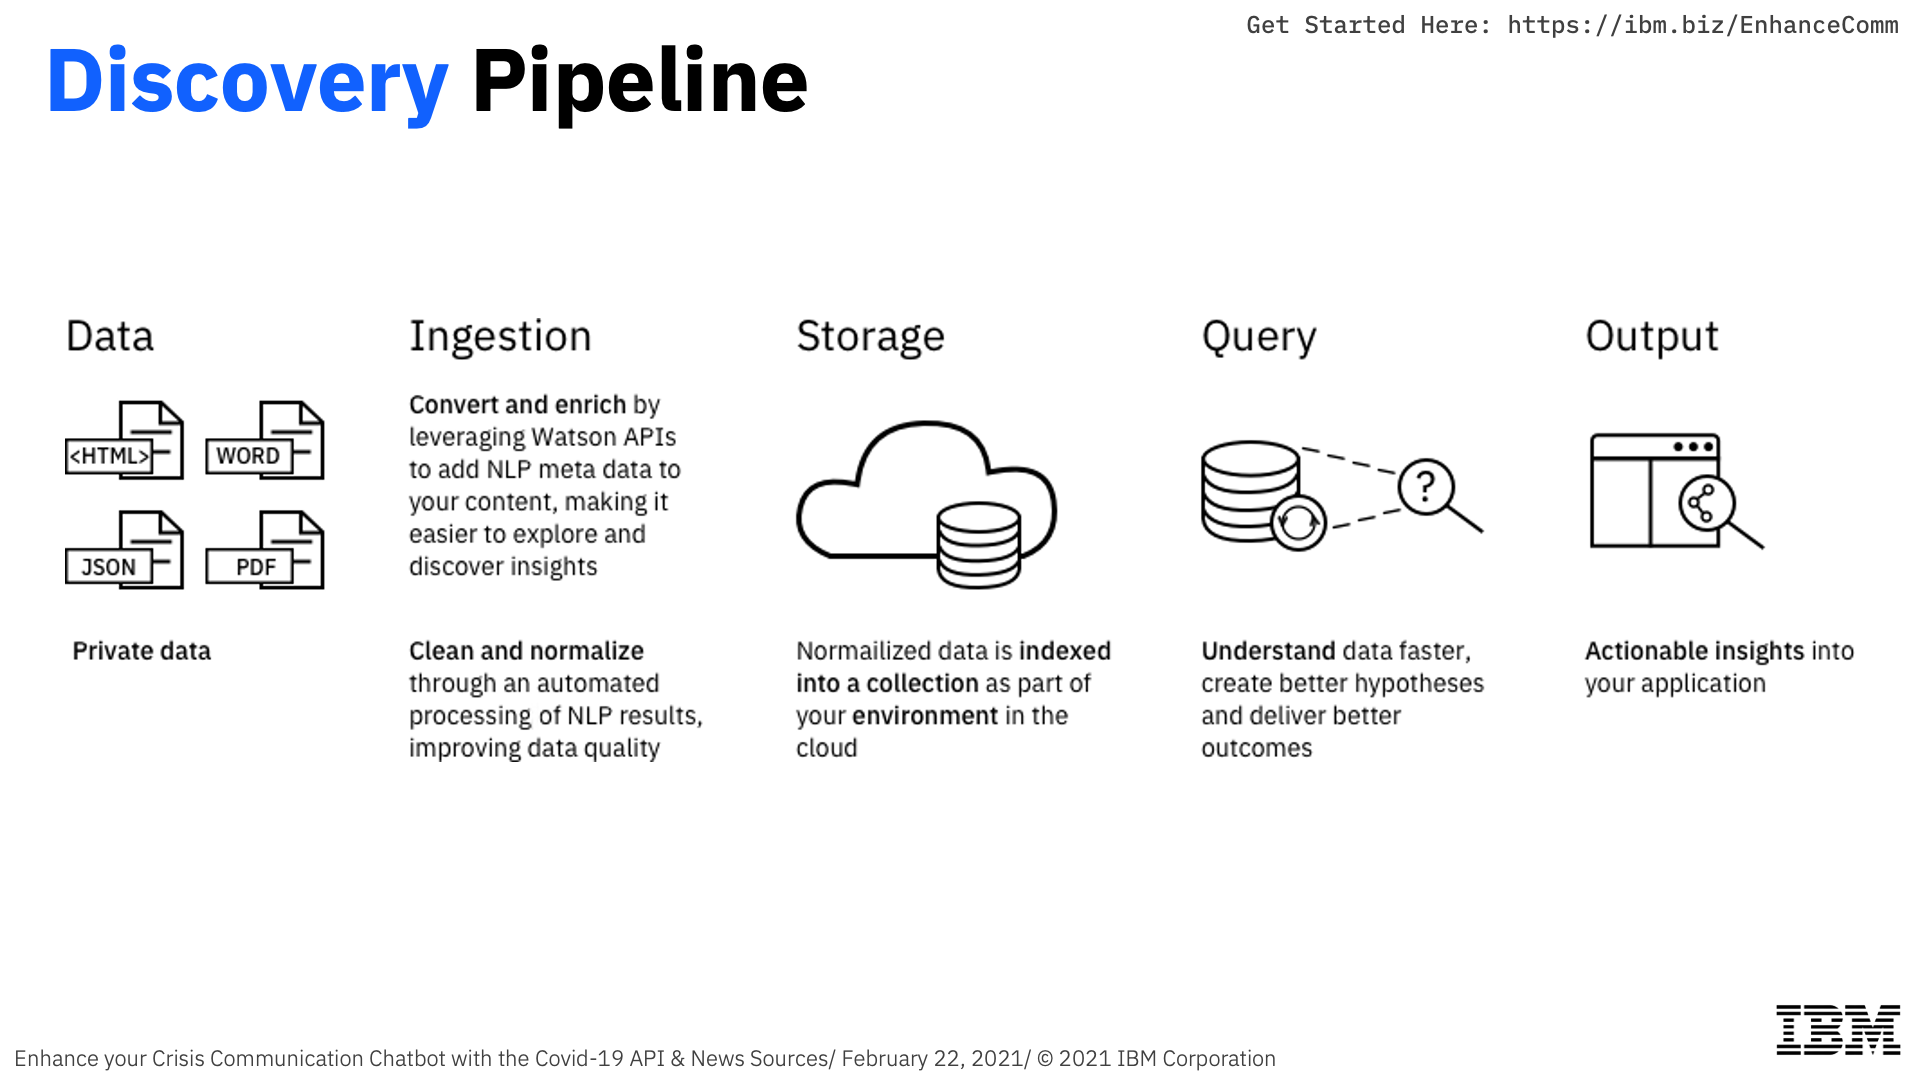 Get Started Here: https://ibm.biz/EnhanceComm
Discovery Pipeline
Data
<HTML>
WORD
JSON
PDF
Private data
Ingestion
Convert and enrich by
leveraging Watson APIs
to add NLP meta data to
your content, making it
easier to explore and
discover insights
Clean and normalize
through an automated
processing of NLP results,
improving data quality
Storage
Normailized data is indexed
into a collection as part of
your environment in the
cloud
Query
?
Understand data faster,
create better hypotheses
and deliver better
outcomes
Output
Actionable insights into
your application
IBM
Enhance your Crisis Communication Chatbot with the Covid-19 API & News Sources/ February 22, 2021/ © 2021 IBM Corporation